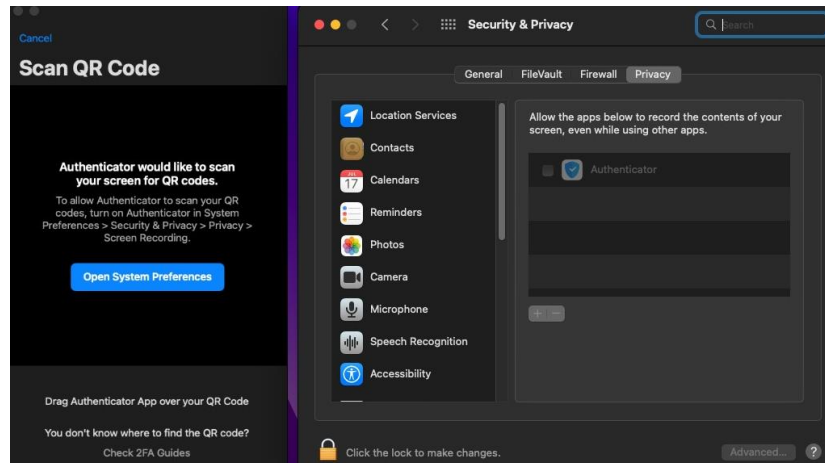 Cancel
Scan QR Code
Authenticator would like to scan
your screen for QR codes.
To allow Authenticator to scan your QR
codes, turn on Authenticator in System
Preferences > Security & Privacy > Privacy >
Screen Recording.
Open System Preferences
Drag Authenticator App over your QR Code
You don't know where to find the QR code?
Check 2FA Guides
Security & Privacy
Search
General
FileVault
Firewall
Privacy
Location Services
Contacts
JUL
17
Calendars
Reminders
Photos
Camera
Microphone
Speech Recognition
Accessibility
Allow the apps below to record the contents of your
screen, even while using other apps.
Authenticator
Click the lock to make changes.
Advanced...
?